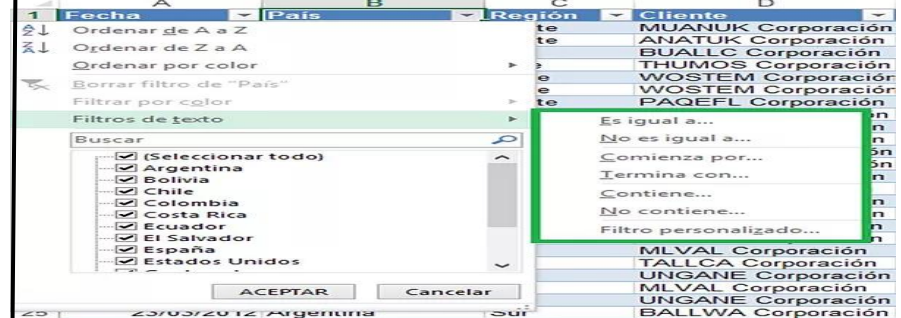 A B C D
1 Fecha País Región Cliente
Ordenar de A a Z
Ordenar de Z a A
Ordenar por color
Borrar filtro de "País"
Filtrar por color
Filtros de texto
Buscar
(Seleccionar todo)
Argentina
Bolivia
Chile
Colombia
Costa Rica
Ecuador
El Salvador
España
Estados Unidos
ACEPTAR Cancelar
Es igual a...
No es igual a...
Comienza por...
Termina con...
Contiene...
No contiene...
Filtro personalizado...
te MUANUK Corporación
te ANATUK Corporación
BUALLC Corporación
THUMOS Corporación
e WOSTEM Corporación
e WOSTEM Corporación
te PAQEFL Corporación
MLVAL Corporación
TALLCA Corporación
UNGANE Corporación
MLVAL Corporación
UNGANE Corporación
25 23/03/2012 Argentina Sur BALLWA Corporación